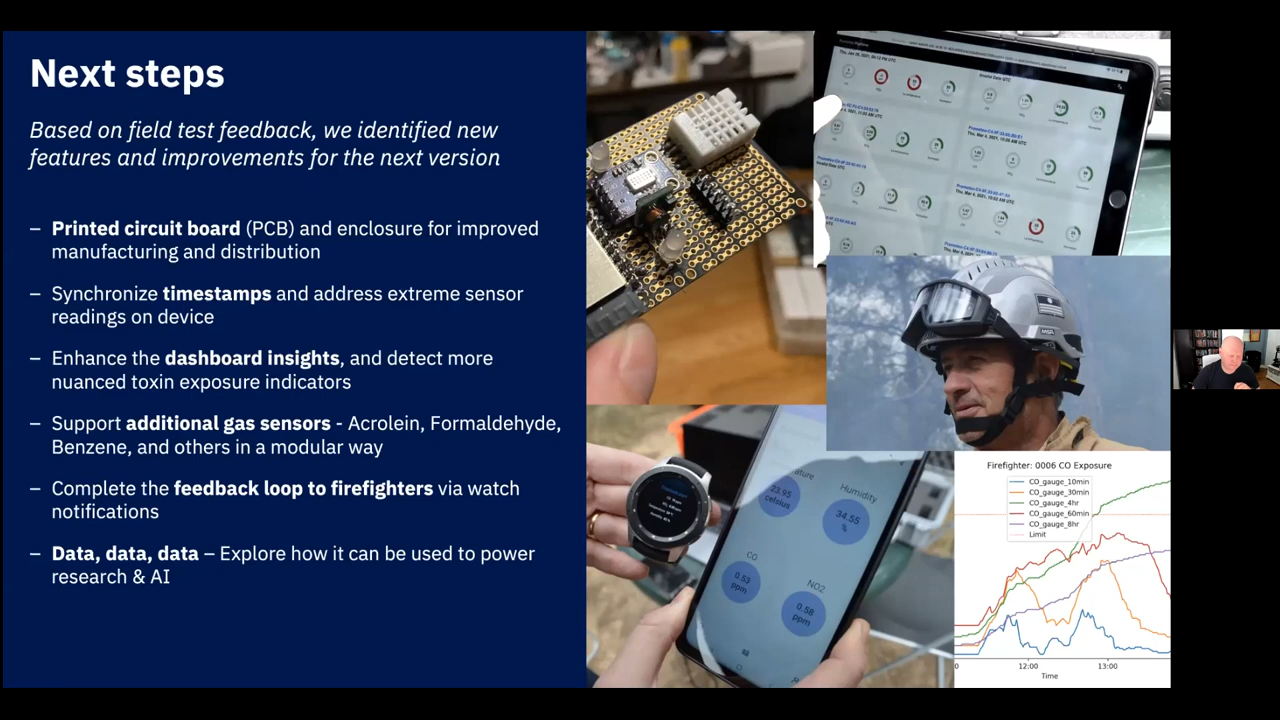 Next steps
Based on field test feedback, we identified new
features and improvements for the next version
– Printed circuit board (PCB) and enclosure for improved
manufacturing and distribution
– Synchronize timestamps and address extreme sensor
readings on device
– Enhance the dashboard insights, and detect more
nuanced toxin exposure indicators
– Support additional gas sensors - Acrolein, Formaldehyde,
Benzene, and others in a modular way
– Complete the feedback loop to firefighters via watch
notifications
– Data, data, data – Explore how it can be used to power
research & AI
MSA
23.95
celsius
Humidity
34.55
%
CO
0.53
ppm
NO2
0.58
ppm
Firefighter: 0006 CO Exposure
CO_gauge_10min
CO_gauge_30min
CO_gauge_4hr
CO_gauge_60min
CO_gauge_8hr
Limit
12:00
13:00
Time